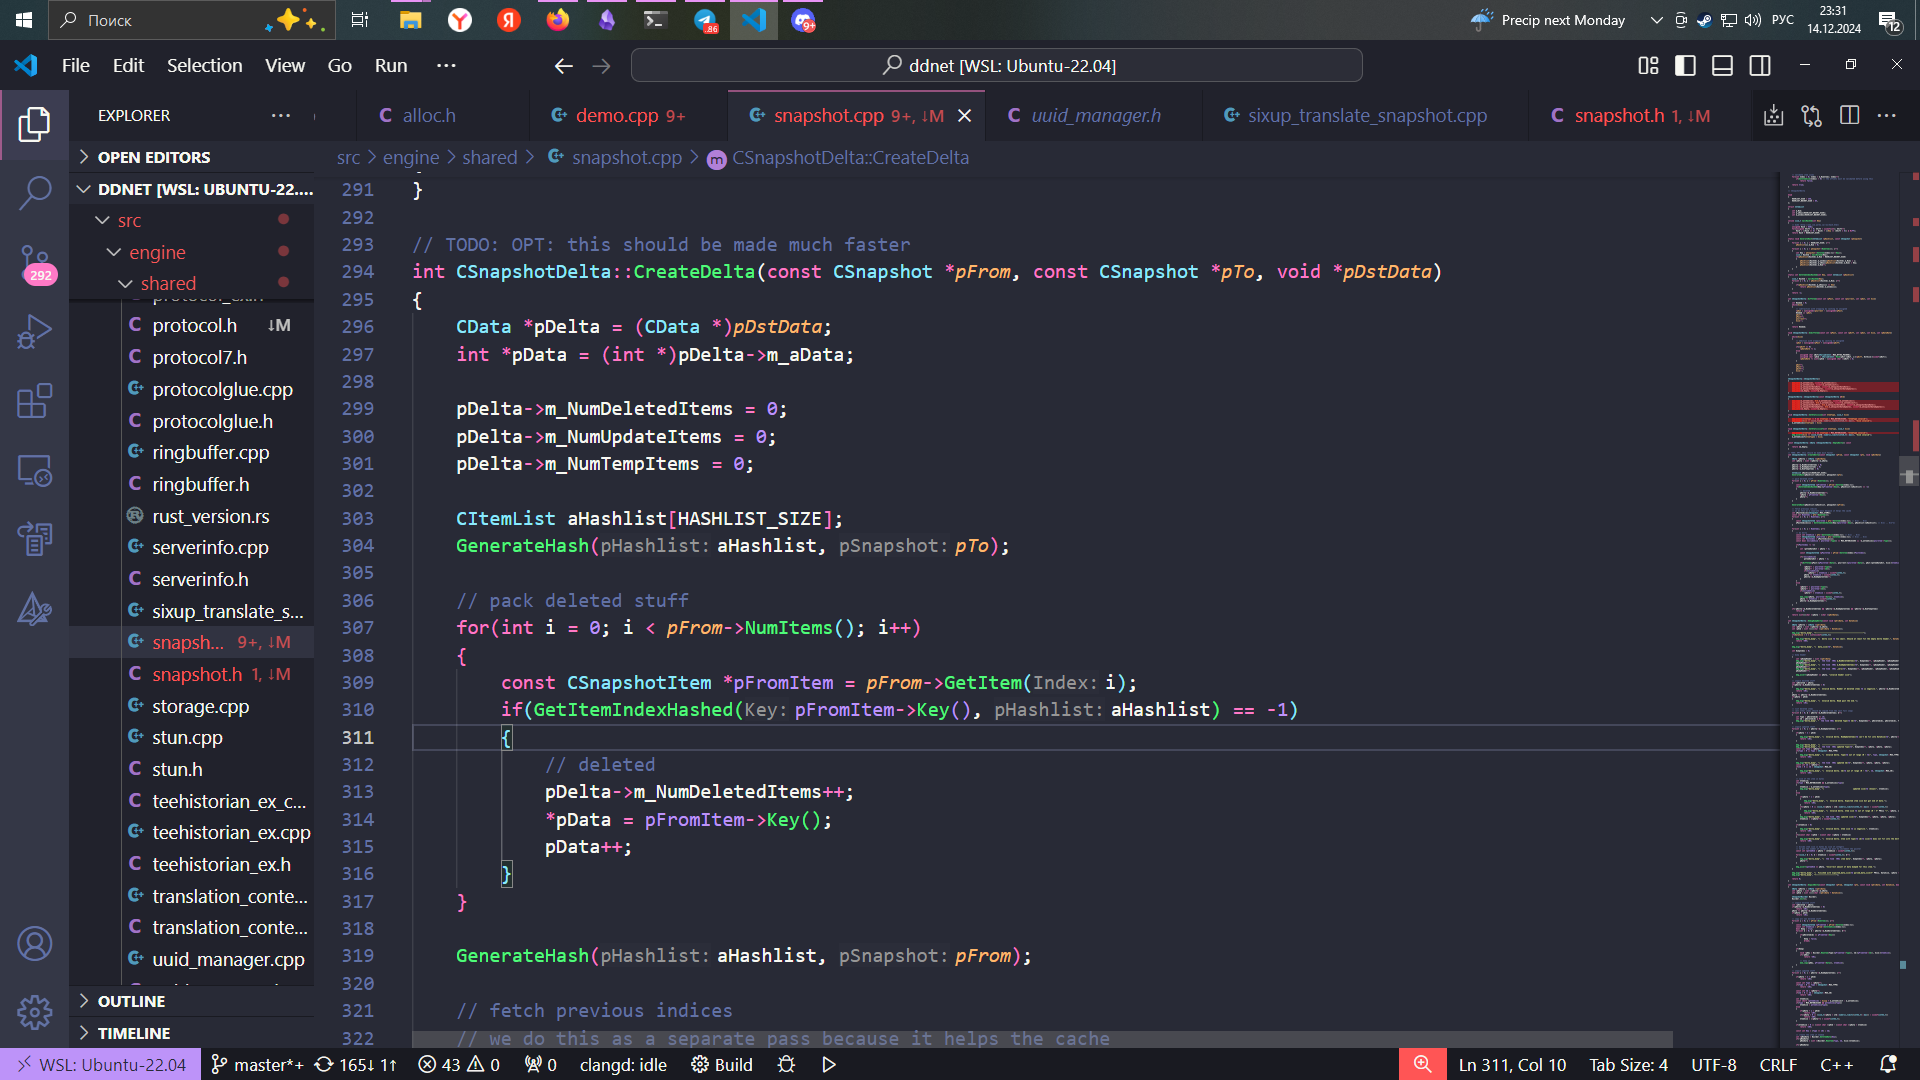 Поиск
Precip next Monday
РУС
23:31
14.12.2024
12
File Edit Selection View Go Run ···
ddnet [WSL: Ubuntu-22.04]
EXPLORER
alloc.h
demo.cpp 9+
snapshot.cpp 9+, ↓M
uuid_manager.h
sixup_translate_snapshot.cpp
snapshot.h 1, ↓M
src > engine > shared > snapshot.cpp > CSnapshotDelta::CreateDelta
OPEN EDITORS
DDNET [WSL: UBUNTU-22....
src
engine
shared
protocol.h ↓M
protocol7.h
protocolglue.cpp
protocolglue.h
ringbuffer.cpp
ringbuffer.h
rust_version.rs
serverinfo.cpp
serverinfo.h
sixup_translate_s...
snapsh... 9+, ↓M
snapshot.h 1, ↓M
storage.cpp
stun.cpp
stun.h
teehistorian_ex_c...
teehistorian_ex.cpp
teehistorian_ex.h
translation_conte...
translation_conte...
uuid_manager.cpp
OUTLINE
TIMELINE
292
291 }
292
293 // TODO: OPT: this should be made much faster
294 int CSnapshotDelta::CreateDelta(const CSnapshot *pFrom, const CSnapshot *pTo, void *pDstData)
295 {
296 CData *pDelta = (CData *)pDstData;
297 int *pData = (int *)pDelta->m_aData;
298
299 pDelta->m_NumDeletedItems = 0;
300 pDelta->m_NumUpdateItems = 0;
301 pDelta->m_NumTempItems = 0;
302
303 CItemList aHashlist[HASHLIST_SIZE];
304 GenerateHash(pHashlist: aHashlist, pSnapshot: pTo);
305
306 // pack deleted stuff
307 for(int i = 0; i < pFrom->NumItems(); i++)
308 {
309 const CSnapshotItem *pFromItem = pFrom->GetItem(Index: i);
310 if(GetItemIndexHashed(Key: pFromItem->Key(), pHashlist: aHashlist) == -1)
311 {
312 // deleted
313 pDelta->m_NumDeletedItems++;
314 *pData = pFromItem->Key();
315 pData++;
316 }
317 }
318
319 GenerateHash(pHashlist: aHashlist, pSnapshot: pFrom);
320
321 // fetch previous indices
322 // we do this as a separate pass because it helps the cache
WSL: Ubuntu-22.04 master*+ 165↓ 1↑ 43 0 0 clangd: idle Build Ln 311, Col 10 Tab Size: 4 UTF-8 CRLF C++